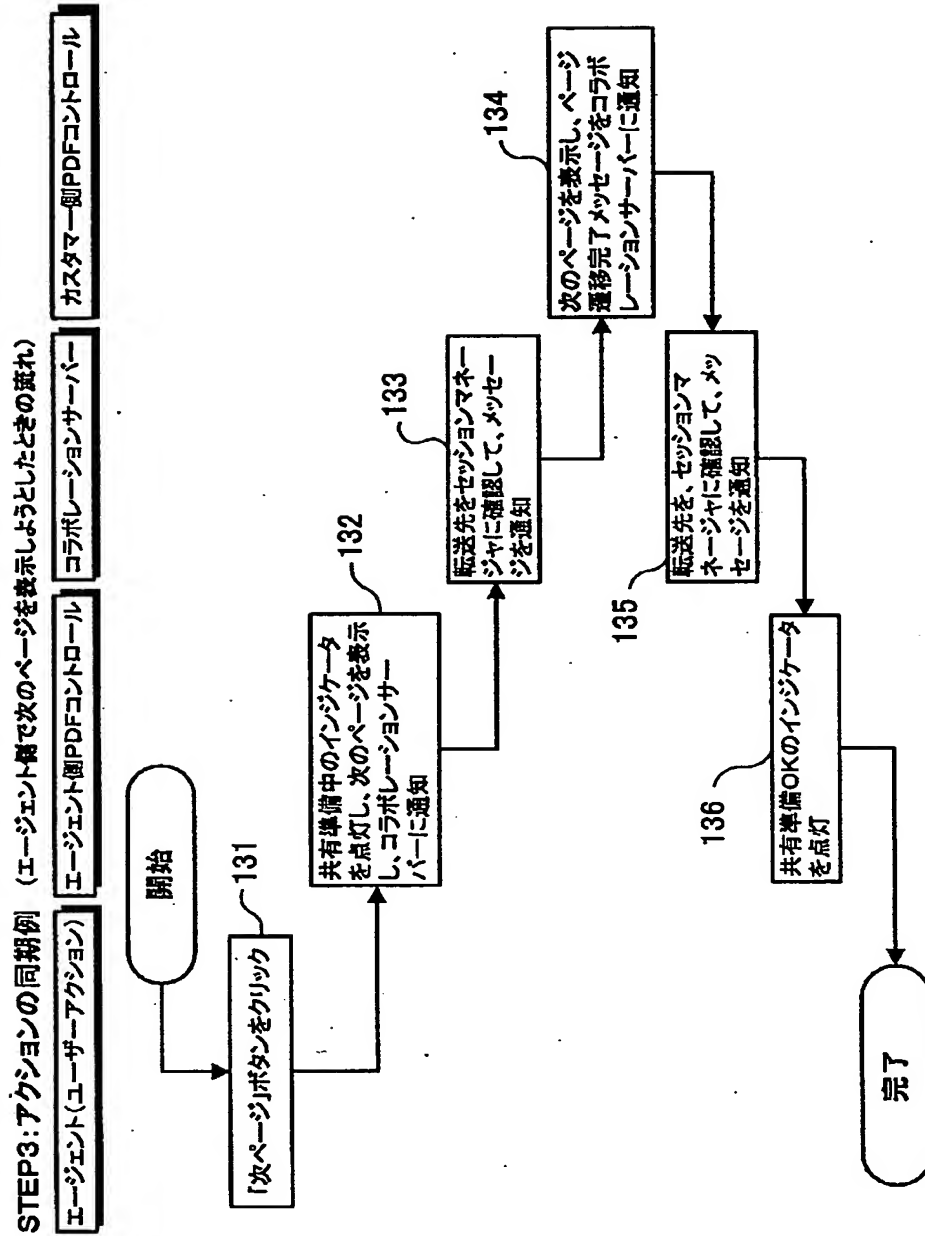 STEP3:アクションの同期例 (エージェント側で次のページを表示しようとしたときの流れ)
エージェント(ユーザーアクション)
エージェント側PDFコントロール
コラボレーションサーバー
カスタマー側PDFコントロール
開始
131
「次ページ」ボタンをクリック
132
共有準備中のインジケータ
を点灯し、次のページを表示
し、コラボレーションサー
バーに通知
133
転送先をセッションマネー
ジャに確認して、メッセー
ジを通知
134
次のページを表示し、ページ
遷移完了メッセージをコラボ
レーションサーバーに通知
135
転送先を、セッションマ
ネージャに確認して、メッ
セージを通知
136
共有準備OKのインジケータ
を点灯
完了